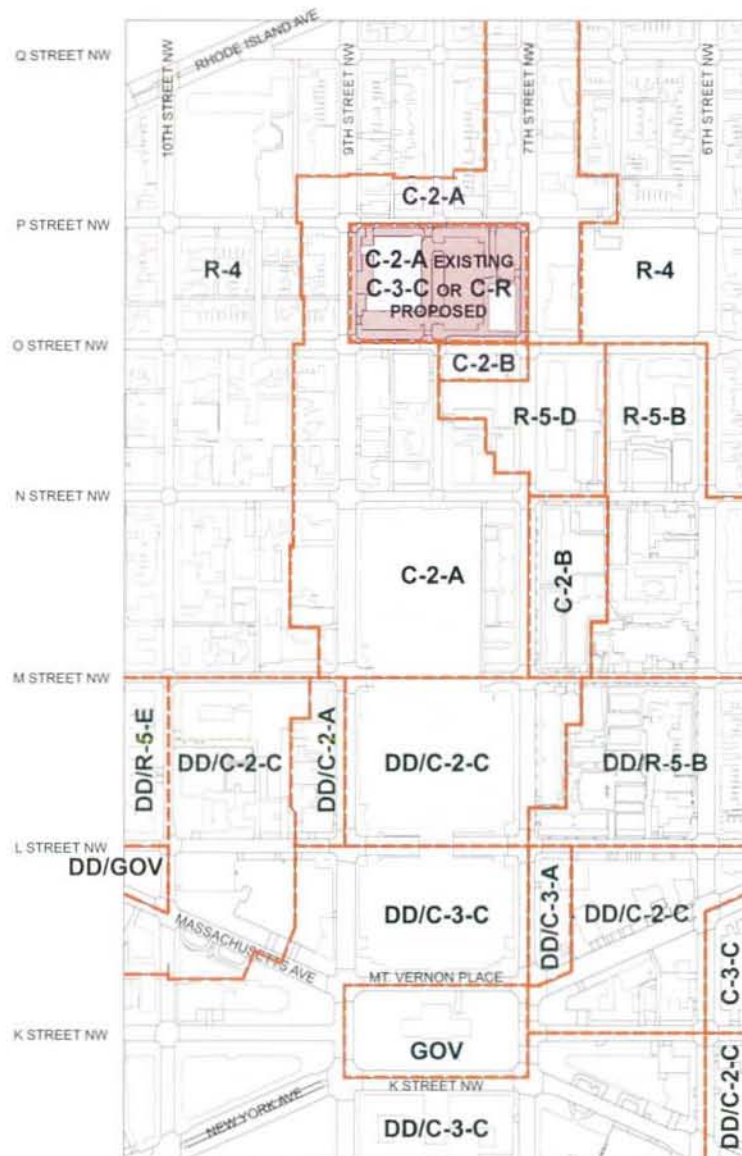 Q STREET NW
RHODE ISLAND AVE
10TH STREET NW
9TH STREET NW
7TH STREET NW
6TH STREET NW
C-2-A
P STREET NW
R-4
C-2-A EXISTING
C-3-C OR C-R
PROPOSED
R-4
O STREET NW
C-2-B
R-5-D
R-5-B
N STREET NW
C-2-A
C-2-B
M STREET NW
DD/R-5-E
DD/C-2-C
DD/C-2-A
DD/C-2-C
DD/R-5-B
L STREET NW
DD/GOV
DD/C-3-C
DD/C-3-A
DD/C-2-C
MASSACHUSETTS AVE
MT. VERNON PLACE
C-3-C
K STREET NW
GOV
K STREET NW
NEW YORK AVE
DD/C-3-C
DD/C-2-C